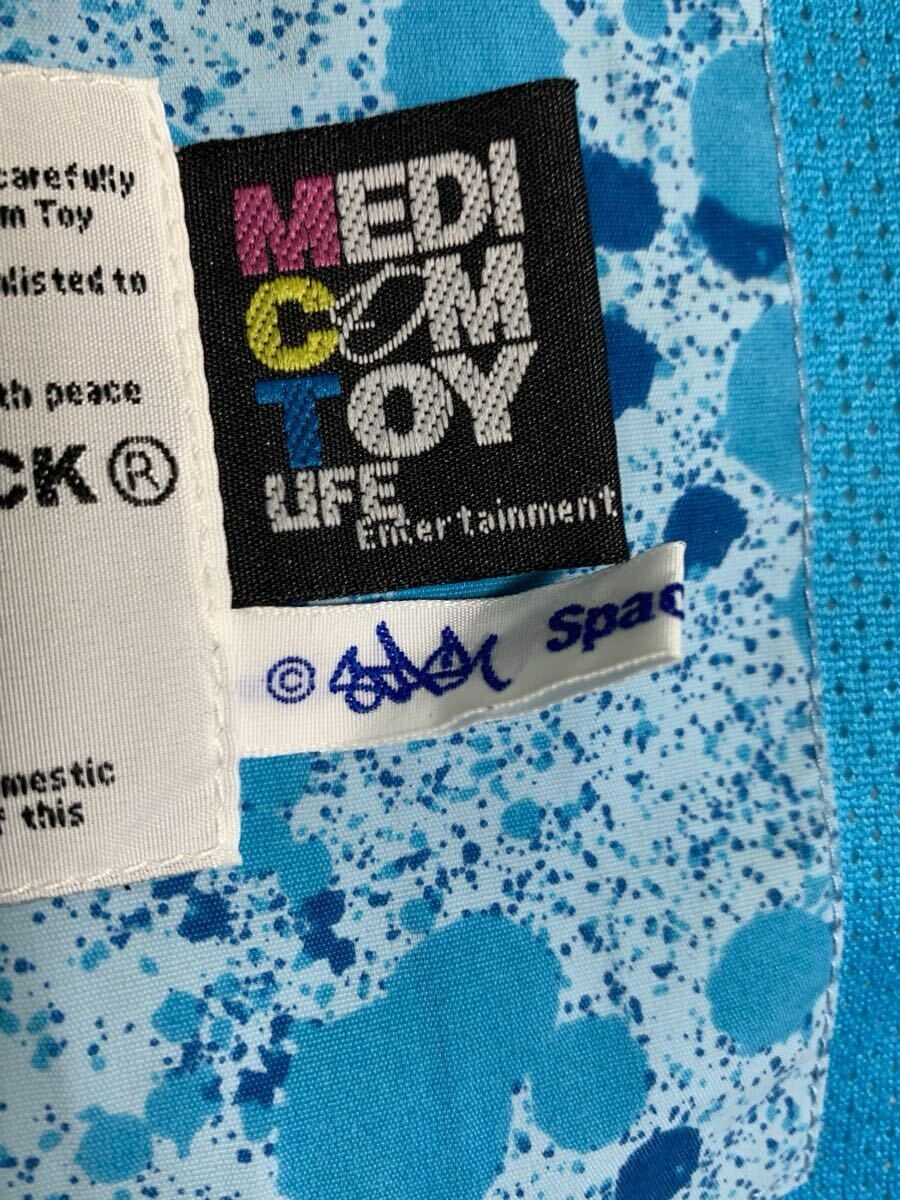 carefully
m Toy
listed to
th peace
CK®
mestic
this
MEDI
COM
TOY
LIFE
Entertainment
© Spac